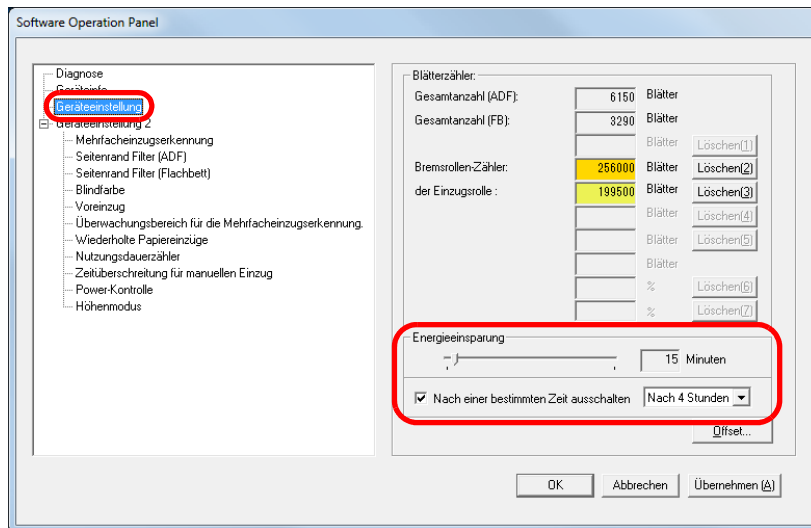 Software Operation Panel
Diagnose
Geräteinfo
Geräteeinstellung
Geräteeinstellung 2
Mehrfacheinzugserkennung
Seitenrand Filter (ADF)
Seitenrand Filter (Flachbett)
Blindfarbe
Voreinzug
Überwachungsbereich für die Mehrfacheinzugserkennung.
Wiederholte Papiereinzüge
Nutzungsdauerzähler
Zeitüberschreitung für manuellen Einzug
Power-Kontrolle
Höhenmodus
Blätterzähler:
Gesamtanzahl (ADF): 6150 Blätter
Gesamtanzahl (FB): 3290 Blätter
Blätter Löschen(1)
Bremsrollen-Zähler: 256000 Blätter Löschen(2)
der Einzugsrolle : 199500 Blätter Löschen(3)
Blätter Löschen(4)
Blätter Löschen(5)
Blätter
% Löschen(6)
% Löschen(7)
Energieeinsparung
15 Minuten
Nach einer bestimmten Zeit ausschalten Nach 4 Stunden
Offset...
OK Abbrechen Übernehmen (A)